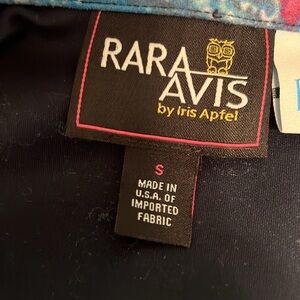 RARA
AVIS
by Iris Apfel
S
MADE IN
U.S.A. OF
IMPORTED
FABRIC